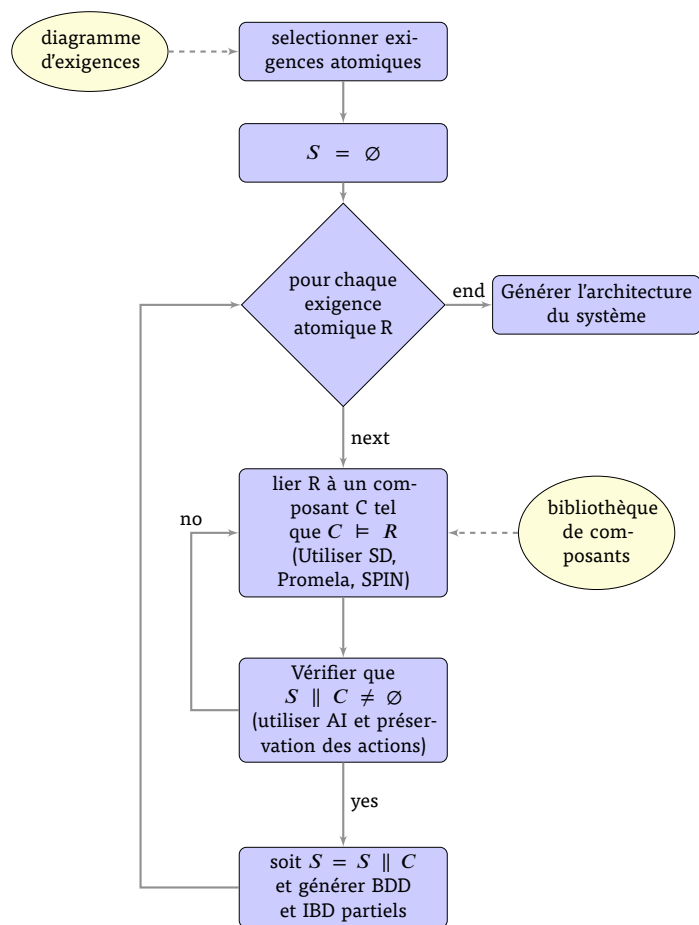 diagramme
d'exigences
selectionner exi-
gences atomiques
S = ∅
pour chaque
exigence
atomique R
end
Générer l'architecture
du système
next
lier R à un com-
posant C tel
que C ⊨ R
(Utiliser SD,
Promela, SPIN)
bibliothèque
de com-
posants
no
Vérifier que
S ∥ C ≠ ∅
(utiliser AI et préser-
vation des actions)
yes
soit S = S ∥ C
et générer BDD
et IBD partiels